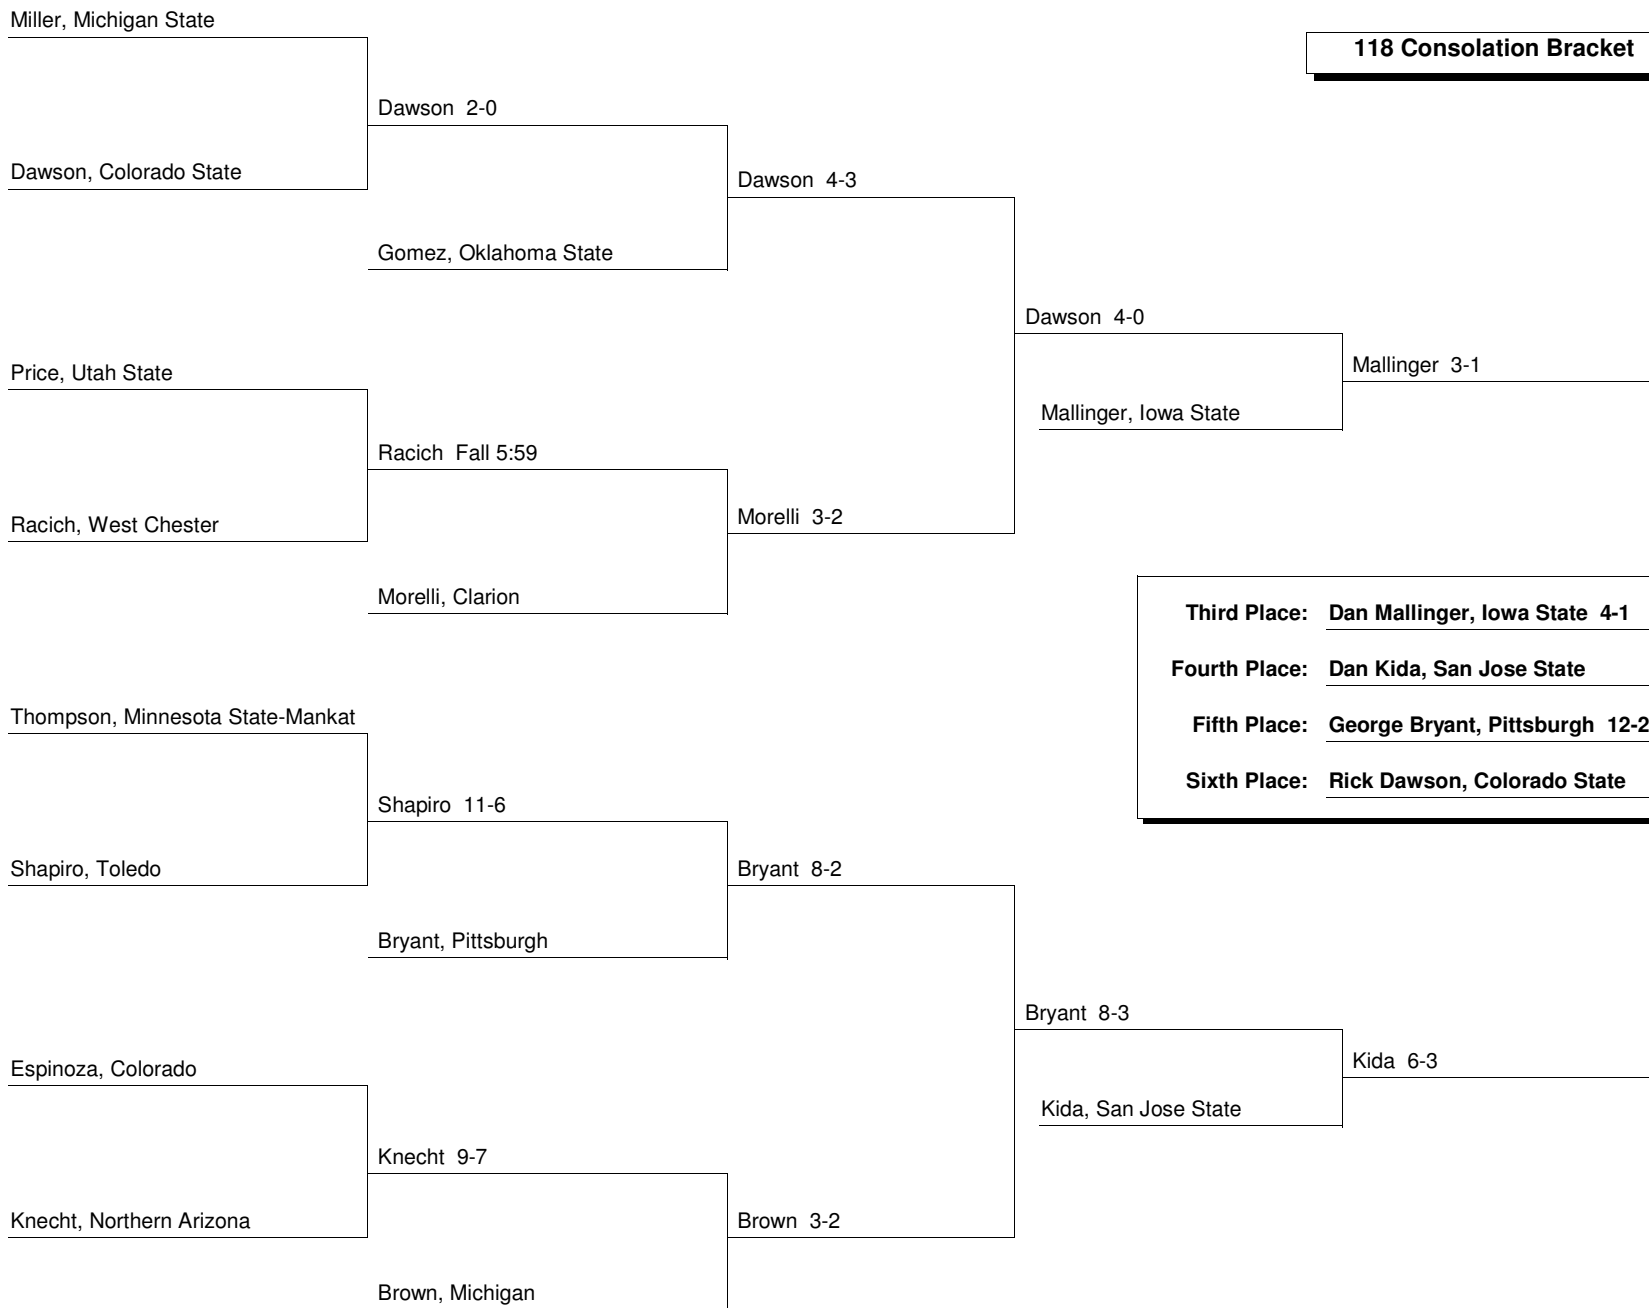 Miller, Michigan State
118 Consolation Bracket
Dawson 2-0
Dawson, Colorado State
Dawson 4-3
Gomez, Oklahoma State
Dawson 4-0
Price, Utah State
Mallinger 3-1
Mallinger, Iowa State
Racich Fall 5:59
Racich, West Chester
Morelli 3-2
Morelli, Clarion
Third Place: Dan Mallinger, Iowa State 4-1
Fourth Place: Dan Kida, San Jose State
Fifth Place: George Bryant, Pittsburgh 12-2
Sixth Place: Rick Dawson, Colorado State
Thompson, Minnesota State-Mankat
Shapiro 11-6
Shapiro, Toledo
Bryant 8-2
Bryant, Pittsburgh
Bryant 8-3
Espinoza, Colorado
Kida 6-3
Kida, San Jose State
Knecht 9-7
Knecht, Northern Arizona
Brown 3-2
Brown, Michigan